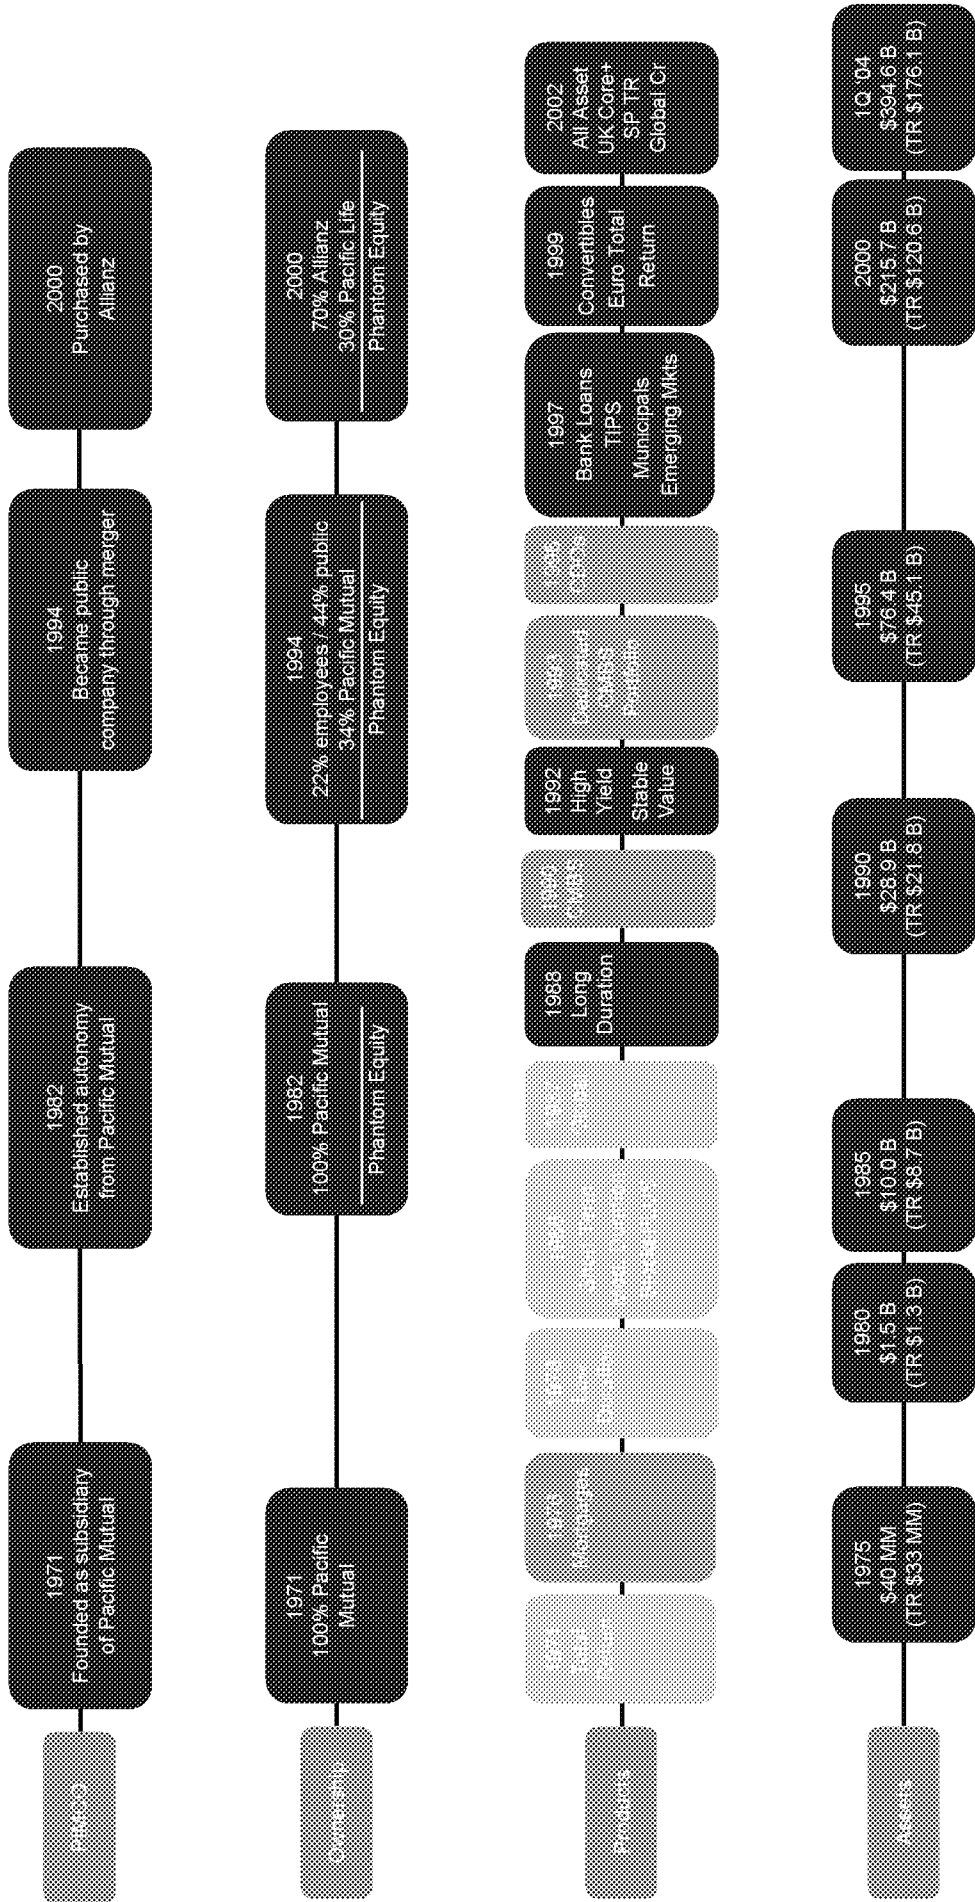 PIMCO
1971
Founded as subsidiary
of Pacific Mutual
1982
Established autonomy
from Pacific Mutual
1994
Became public
company through merger
2000
Purchased by
Allianz
Ownership
1971
100% Pacific
Mutual
1982
100% Pacific Mutual
Phantom Equity
1994
22% employees / 44% public
34% Pacific Mutual
Phantom Equity
2000
70% Allianz
30% Pacific Life
Phantom Equity
Products
Mortgages
1988
Long
Duration
1992
High
Yield
Stable
Value
Portfolio
1997
Bank Loans
TIPS
Municipals
Emerging Mkts
1999
Convertibles
Euro Total
Return
2002
All Asset
UK Core+
SP TR
Global Cr
Assets
1975
$40 MM
(TR $33 MM)
1980
$1.5 B
(TR $1.3 B)
1985
$10.0 B
(TR $8.7 B)
1990
$28.9 B
(TR $21.8 B)
1995
$76.4 B
(TR $45.1 B)
2000
$215.7 B
(TR $120.6 B)
1Q '04
$394.6 B
(TR $176.1 B)